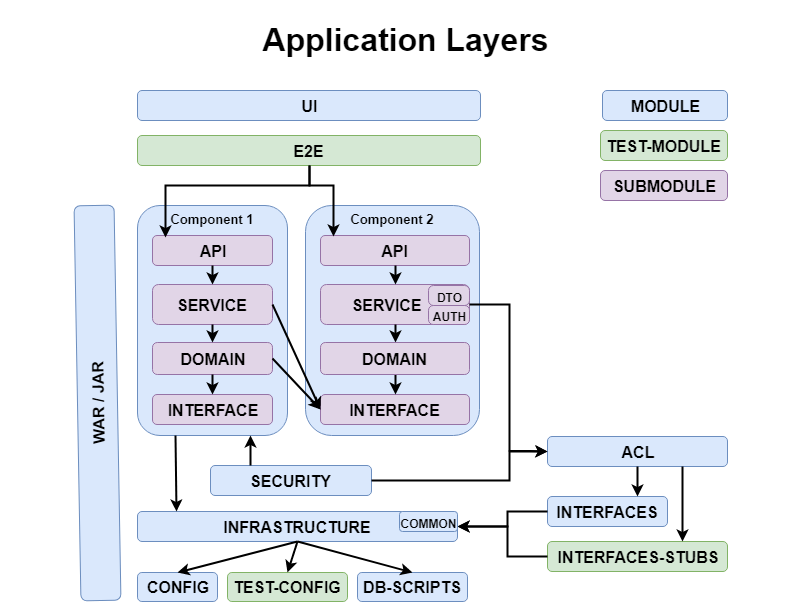 Application Layers
UI
MODULE
E2E
TEST-MODULE
SUBMODULE
Component 1
Component 2
API
API
SERVICE
SERVICE
DTO
AUTH
DOMAIN
DOMAIN
INTERFACE
INTERFACE
WAR / JAR
SECURITY
ACL
INFRASTRUCTURE
COMMON
INTERFACES
INTERFACES-STUBS
CONFIG
TEST-CONFIG
DB-SCRIPTS